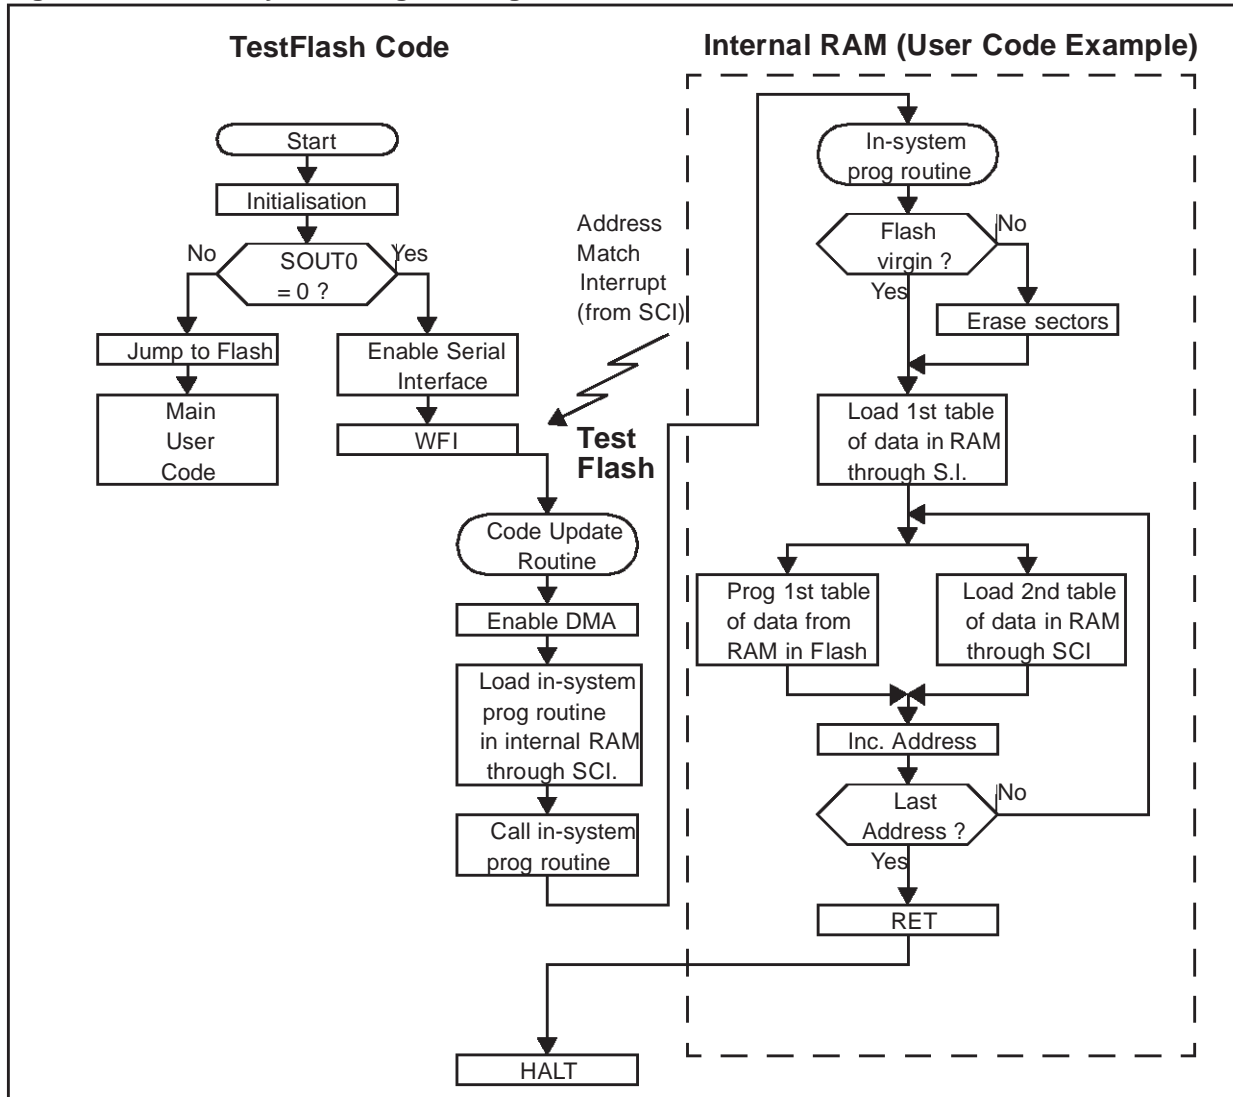 TestFlash Code
Start
Initialisation
No
SOUT0
= 0 ?
Yes
Jump to Flash
Main
User
Code
Enable Serial
Interface
WFI
Address
Match
Interrupt
(from SCI)
Test
Flash
Code Update
Routine
Enable DMA
Load in-system
prog routine
in internal RAM
through SCI.
Call in-system
prog routine
HALT
Internal RAM (User Code Example)
In-system
prog routine
Flash
virgin ?
No
Yes
Erase sectors
Load 1st table
of data in RAM
through S.I.
Prog 1st table
of data from
RAM in Flash
Load 2nd table
of data in RAM
through SCI
Inc. Address
Last
Address ?
No
Yes
RET